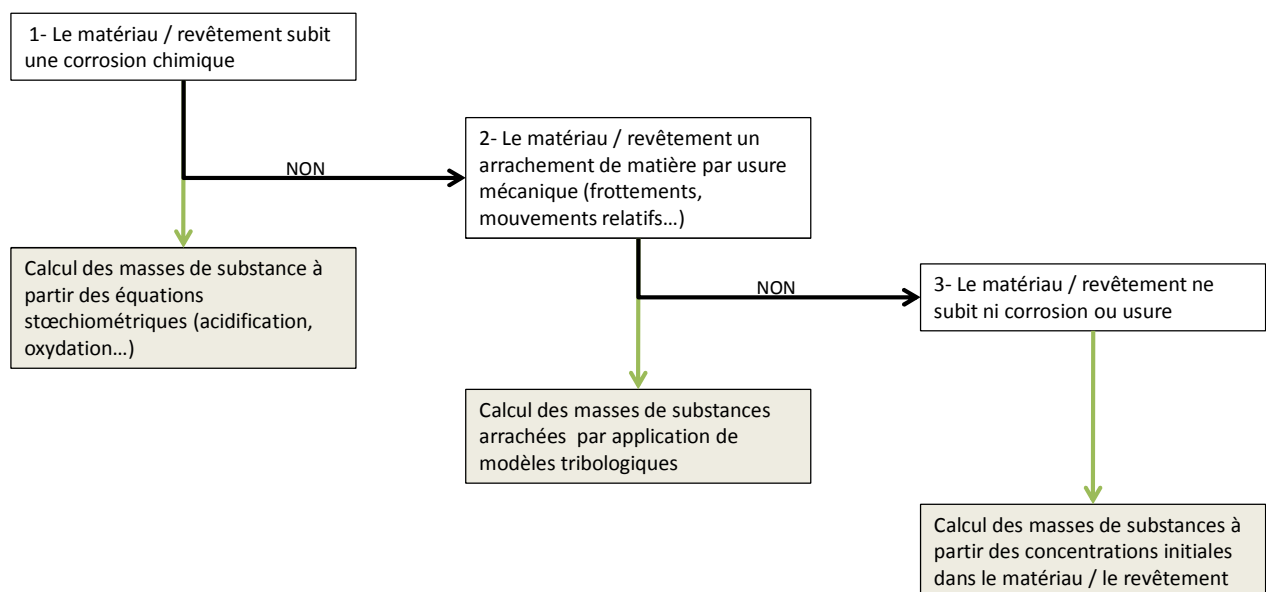 1- Le matériau / revêtement subit
une corrosion chimique
NON
2- Le matériau / revêtement un
arrachement de matière par usure
mécanique (frottements,
mouvements relatifs…)
Calcul des masses de substance à
partir des équations
stœchiométriques (acidification,
oxydation…)
NON
3- Le matériau / revêtement ne
subit ni corrosion ou usure
Calcul des masses de substances
arrachées par application de
modèles tribologiques
Calcul des masses de substances à
partir des concentrations initiales
dans le matériau / le revêtement